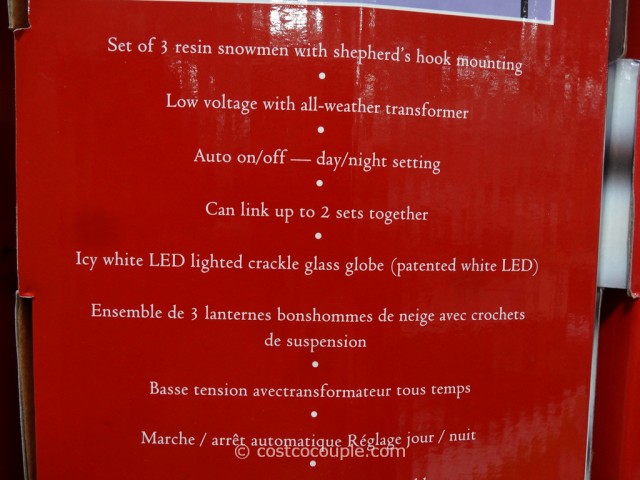 Set of 3 resin snowmen with shepherd's hook mounting
•
Low voltage with all-weather transformer
•
Auto on/off — day/night setting
•
Can link up to 2 sets together
•
Icy white LED lighted crackle glass globe (patented white LED)
Ensemble de 3 lanternes bonshommes de neige avec crochets
de suspension
•
Basse tension avectransformateur tous temps
•
Marche / arrêt automatique Réglage jour / nuit
© costcocouple.com
•